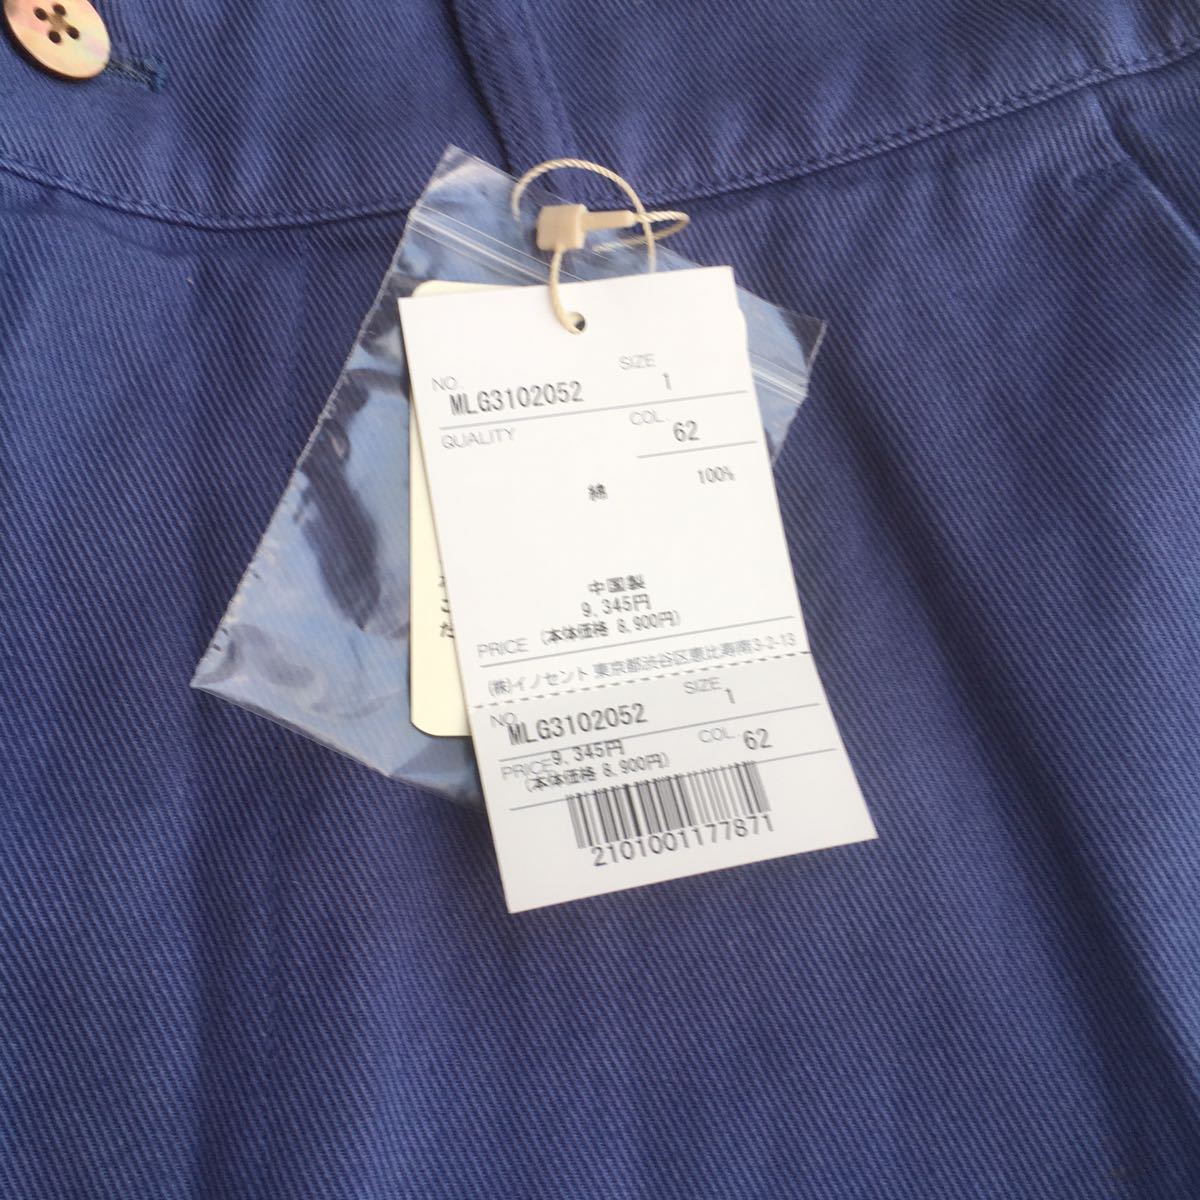 NO. SIZE
MLG3102052 1
QUALITY COL.
62
綿 100%
中国製
9,345円
PRICE (本体価格 8,900円)
(株)イノセント 東京都渋谷区恵比寿南3-2-13
NO. SIZE
MLG3102052 1
COL. 62
PRICE 9,345円
(本体価格 8,900円)
2101001177871